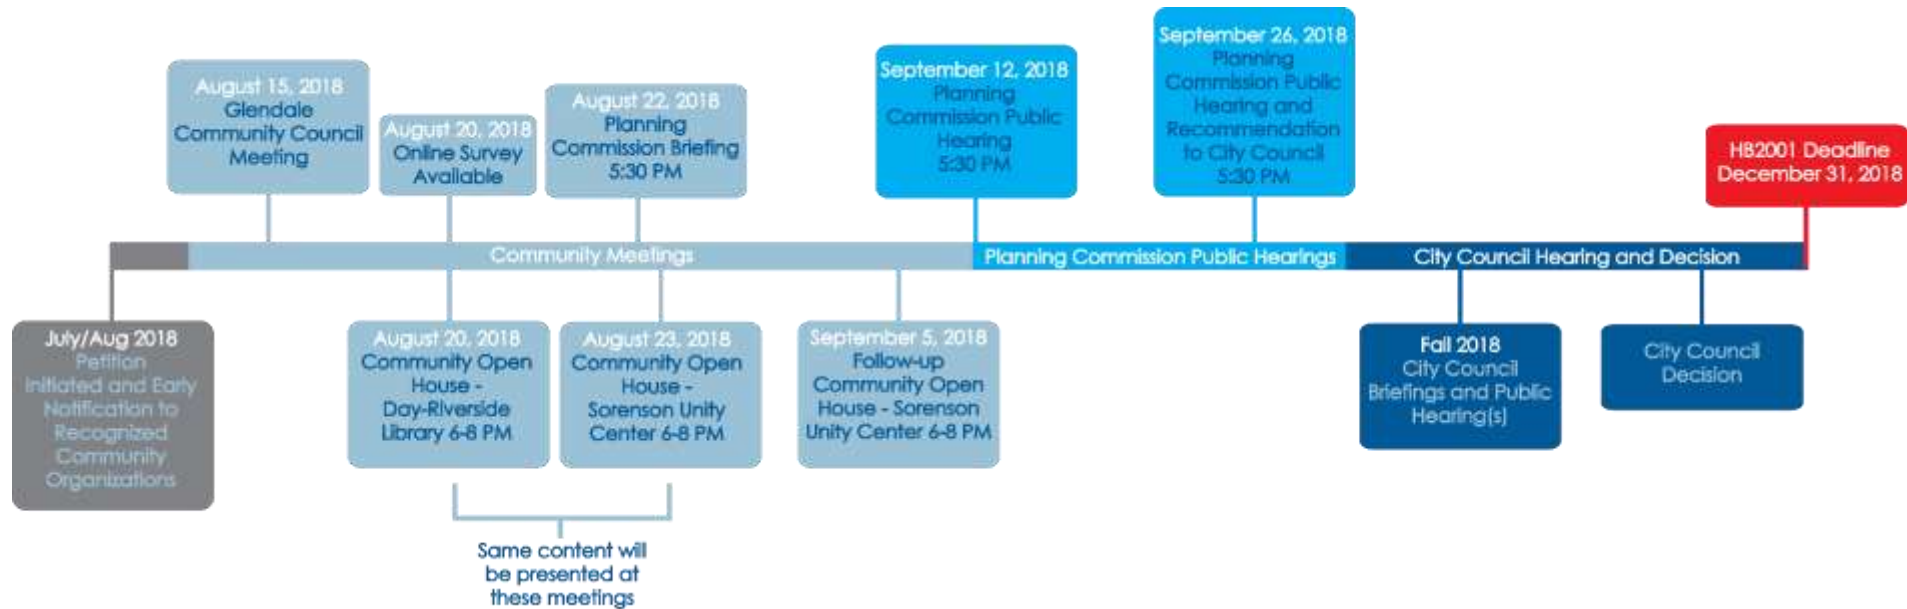 August 15, 2018
Glendale
Community Council
Meeting
August 20, 2018
Online Survey
Available
August 22, 2018
Planning
Commission Briefing
5:30 PM
September 12, 2018
Planning
Commission Public
Hearing
5:30 PM
September 26, 2018
Planning
Commission Public
Hearing and
Recommendation
to City Council
5:30 PM
HB2001 Deadline
December 31, 2018
Community Meetings
Planning Commission Public Hearings
City Council Hearing and Decision
July/Aug 2018
Petition
Initiated and Early
Notification to
Recognized
Community
Organizations
August 20, 2018
Community Open
House -
Day-Riverside
Library 6-8 PM
August 23, 2018
Community Open
House -
Sorenson Unity
Center 6-8 PM
September 5, 2018
Follow-up
Community Open
House - Sorenson
Unity Center 6-8 PM
Fall 2018
City Council
Briefings and Public
Hearing(s)
City Council
Decision
Same content will
be presented at
these meetings